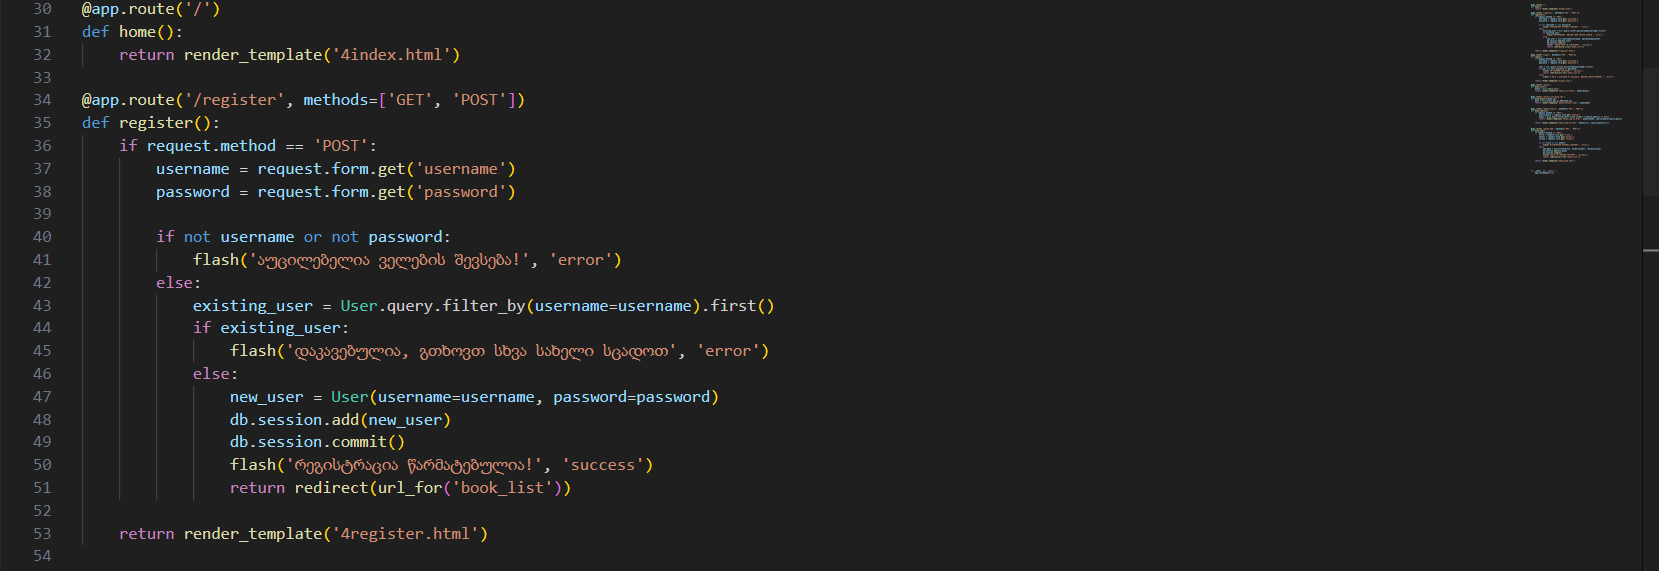 30 @app.route('/')
31 def home():
32     return render_template('4index.html')
33
34 @app.route('/register', methods=['GET', 'POST'])
35 def register():
36     if request.method == 'POST':
37         username = request.form.get('username')
38         password = request.form.get('password')
39
40         if not username or not password:
41             flash('აუცილებელია ველების შევსება!', 'error')
42         else:
43             existing_user = User.query.filter_by(username=username).first()
44             if existing_user:
45                 flash('დაკავებულია, გთხოვთ სხვა სახელი სცადოთ', 'error')
46             else:
47                 new_user = User(username=username, password=password)
48                 db.session.add(new_user)
49                 db.session.commit()
50                 flash('რეგისტრაცია წარმატებულია!', 'success')
51                 return redirect(url_for('book_list'))
52
53     return render_template('4register.html')
54